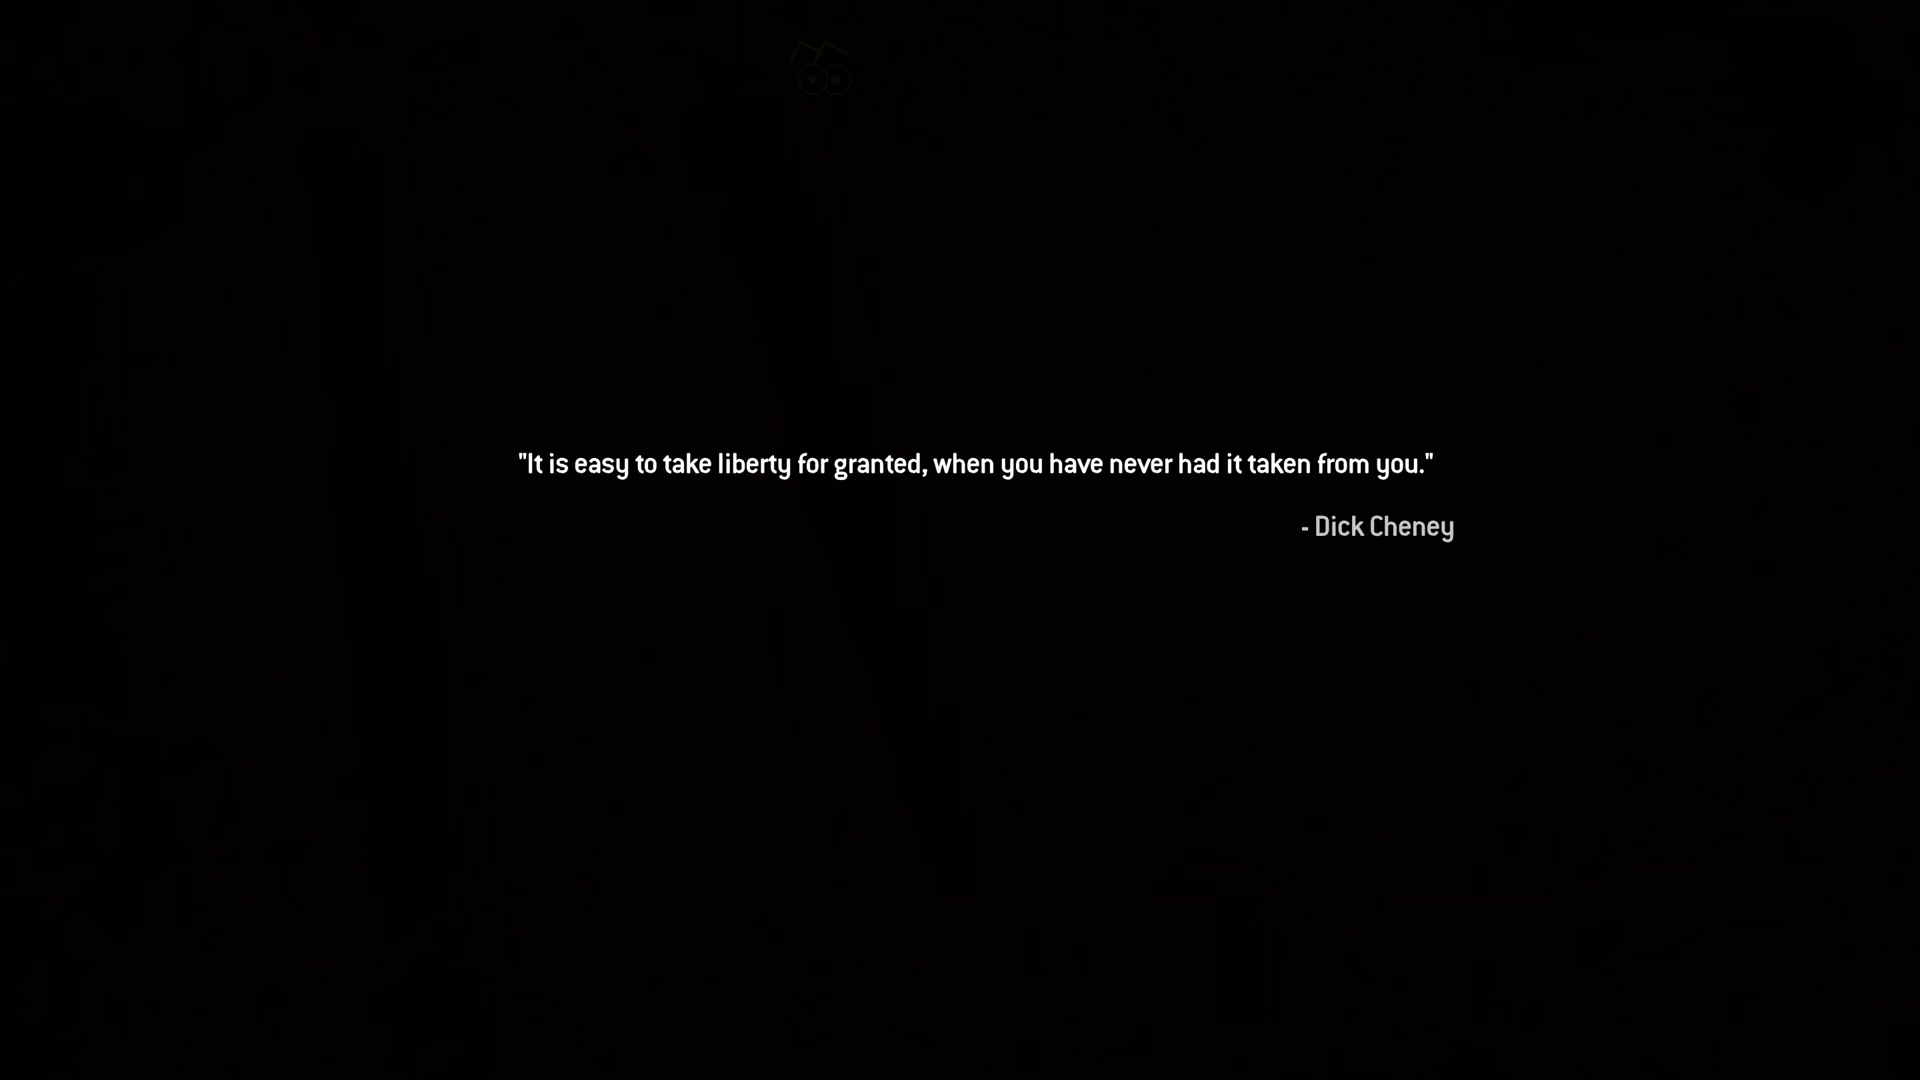 "It is easy to take liberty for granted, when you have never had it taken from you."
- Dick Cheney